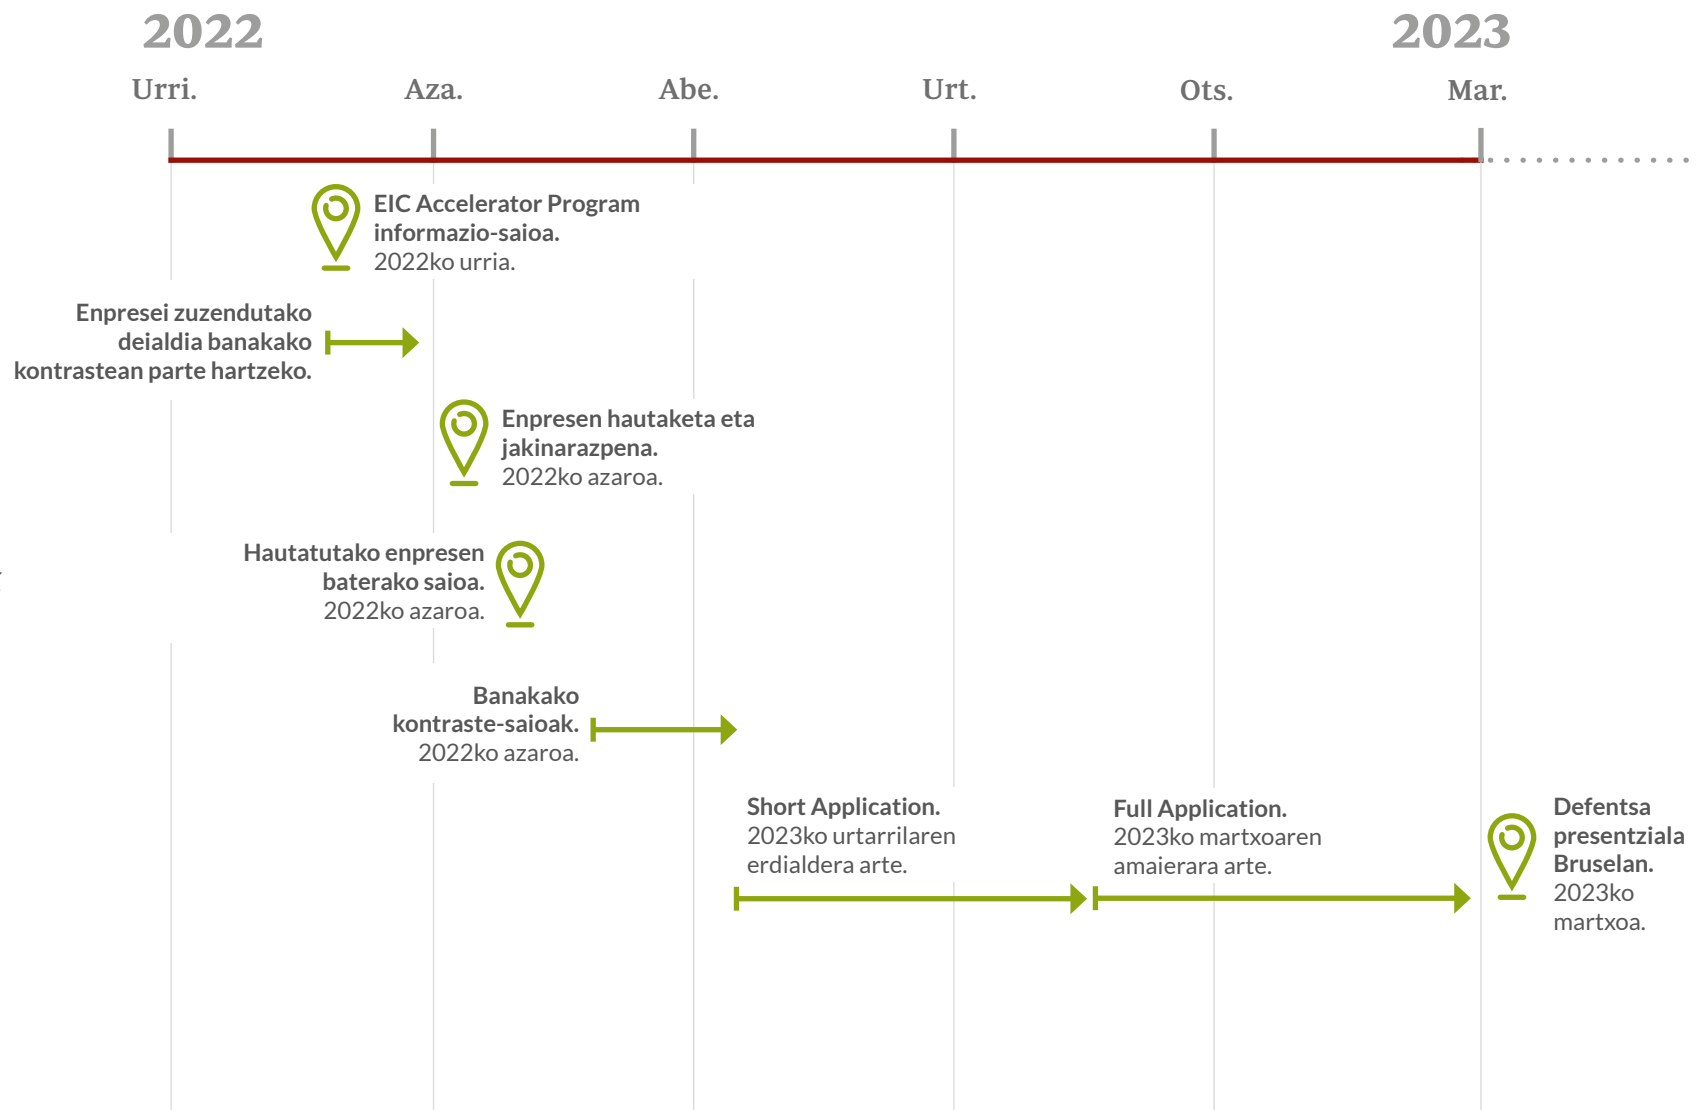 2022
2023
Urri.
Aza.
Abe.
Urt.
Ots.
Mar.
EIC Accelerator Program
informazio-saioa.
2022ko urria.
Enpresei zuzendutako
deialdia banakako
kontrastean parte hartzeko.
Enpresen hautaketa eta
jakinarazpena.
2022ko azaroa.
Hautatutako enpresen
baterako saioa.
2022ko azaroa.
Banakako
kontraste-saioak.
2022ko azaroa.
Short Application.
2023ko urtarrilaren
erdialdera arte.
Full Application.
2023ko martxoaren
amaierara arte.
Defentsa
presentziala
Bruselan.
2023ko
martxoa.